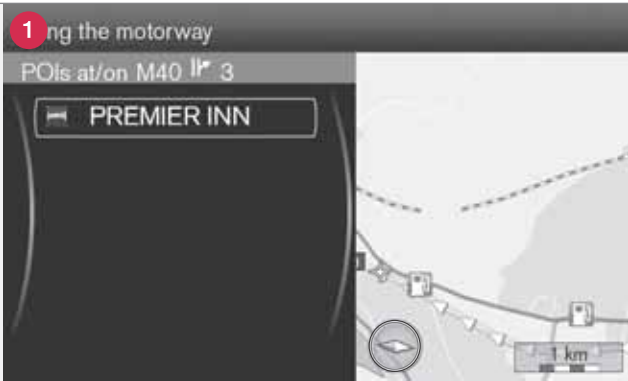 1 ng the motorway
POIs at/on M40 3
PREMIER INN
1 km